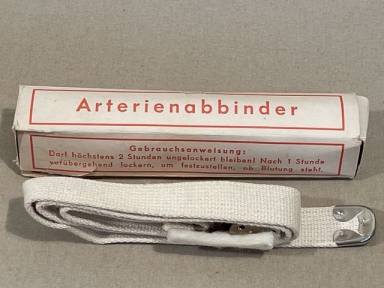 Arterienabbinder
Gebrauchsanweisung:
Darf höchstens 2 Stunden ungelockert bleiben! Nach 1 Stunde
vorübergehend lockern, um festzustellen, ob Blutung steht.